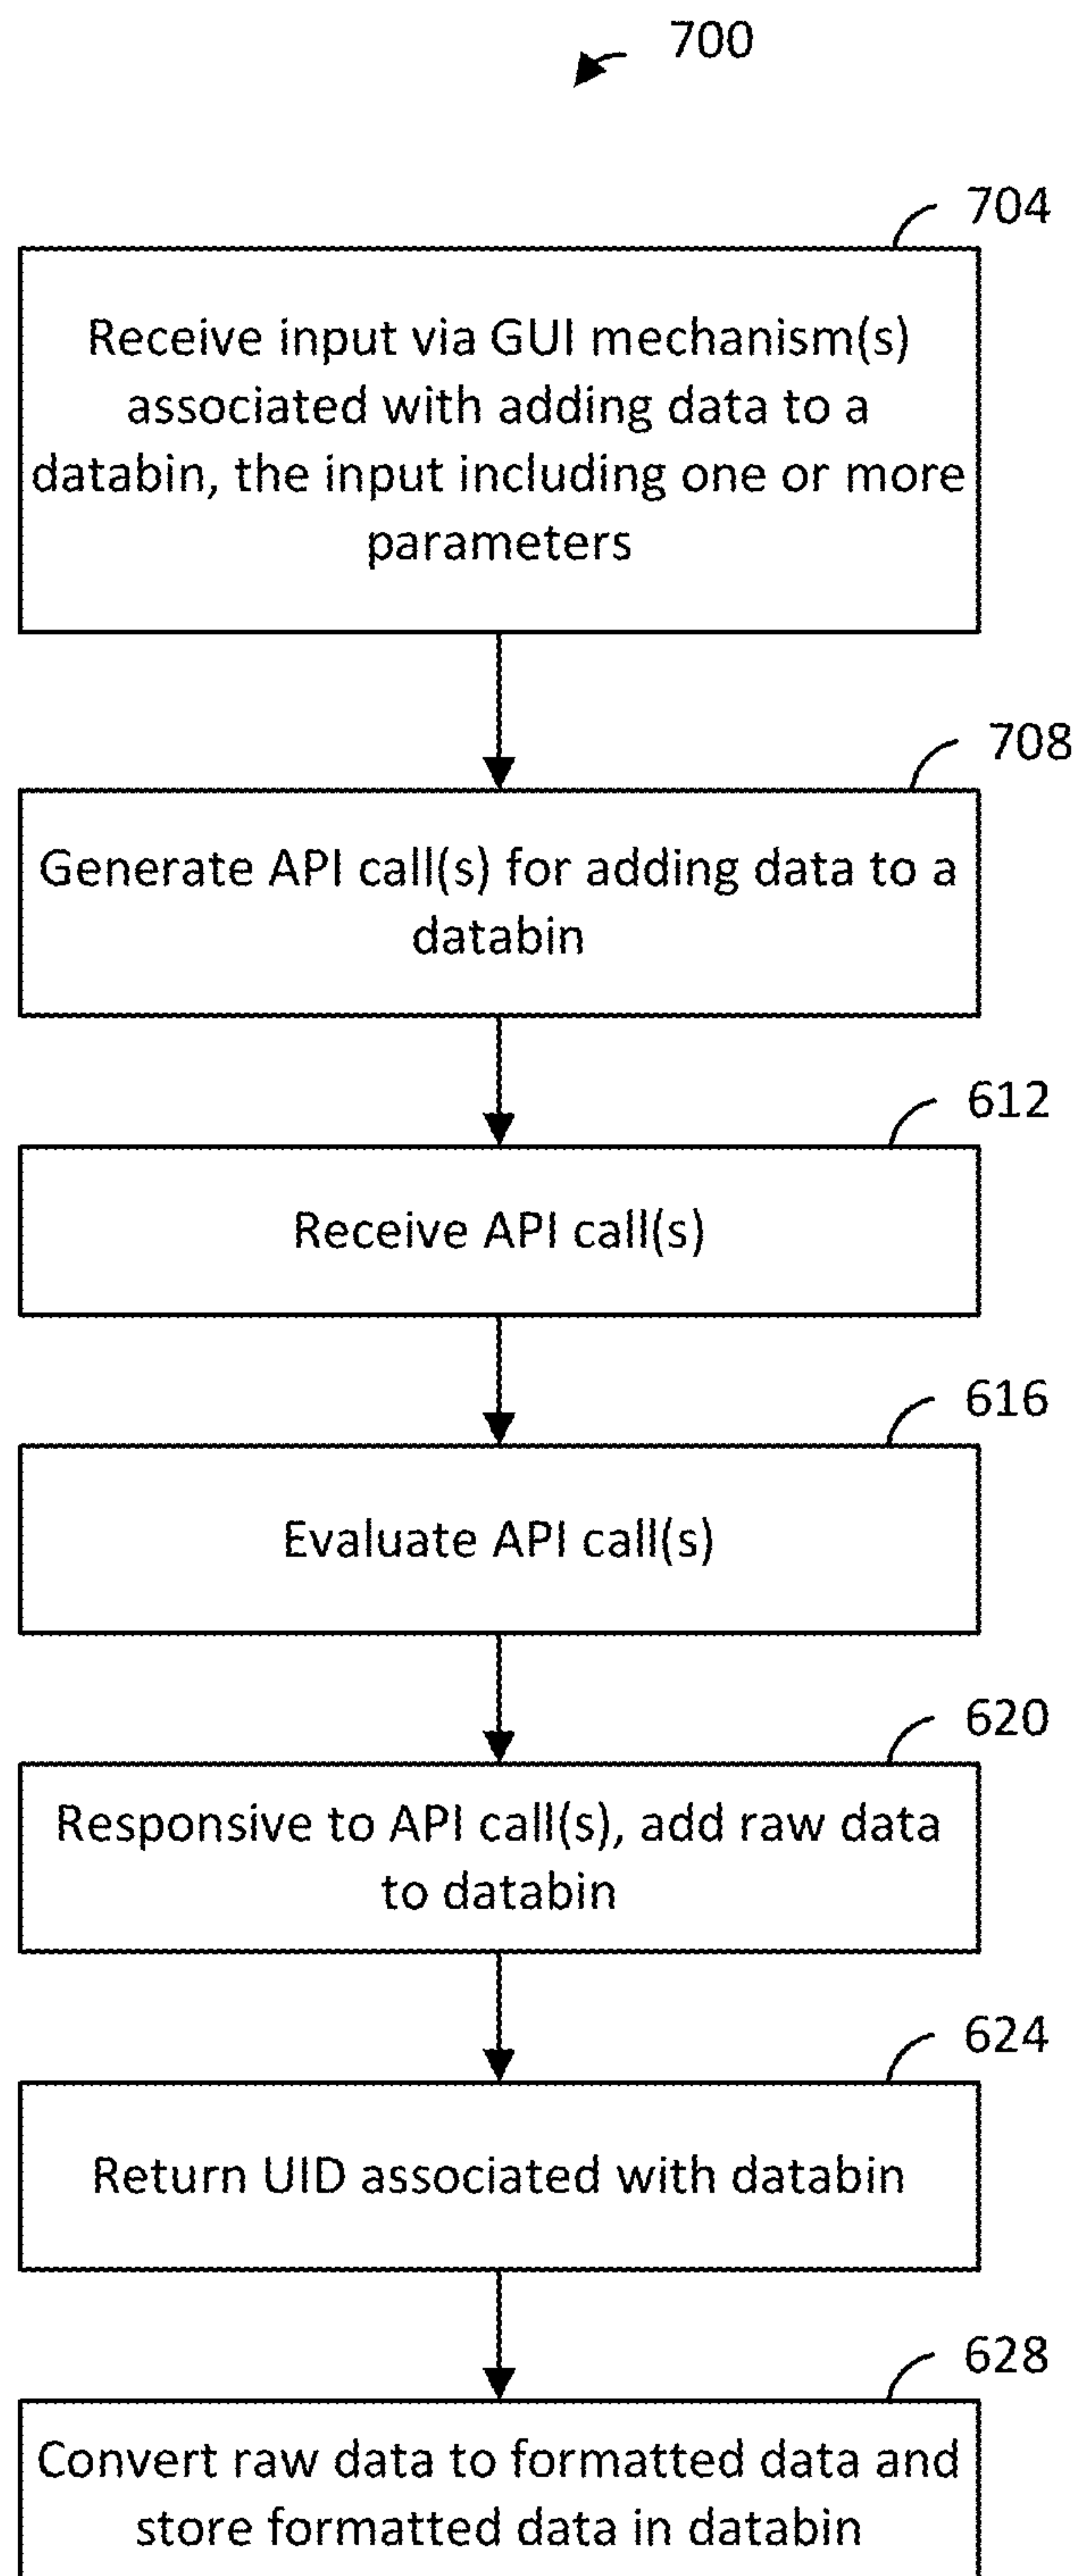 700
704
Receive input via GUI mechanism(s)
associated with adding data to a
databin, the input including one or more
parameters
708
Generate API call(s) for adding data to a
databin
612
Receive API call(s)
616
Evaluate API call(s)
620
Responsive to API call(s), add raw data
to databin
624
Return UID associated with databin
628
Convert raw data to formatted data and
store formatted data in databin